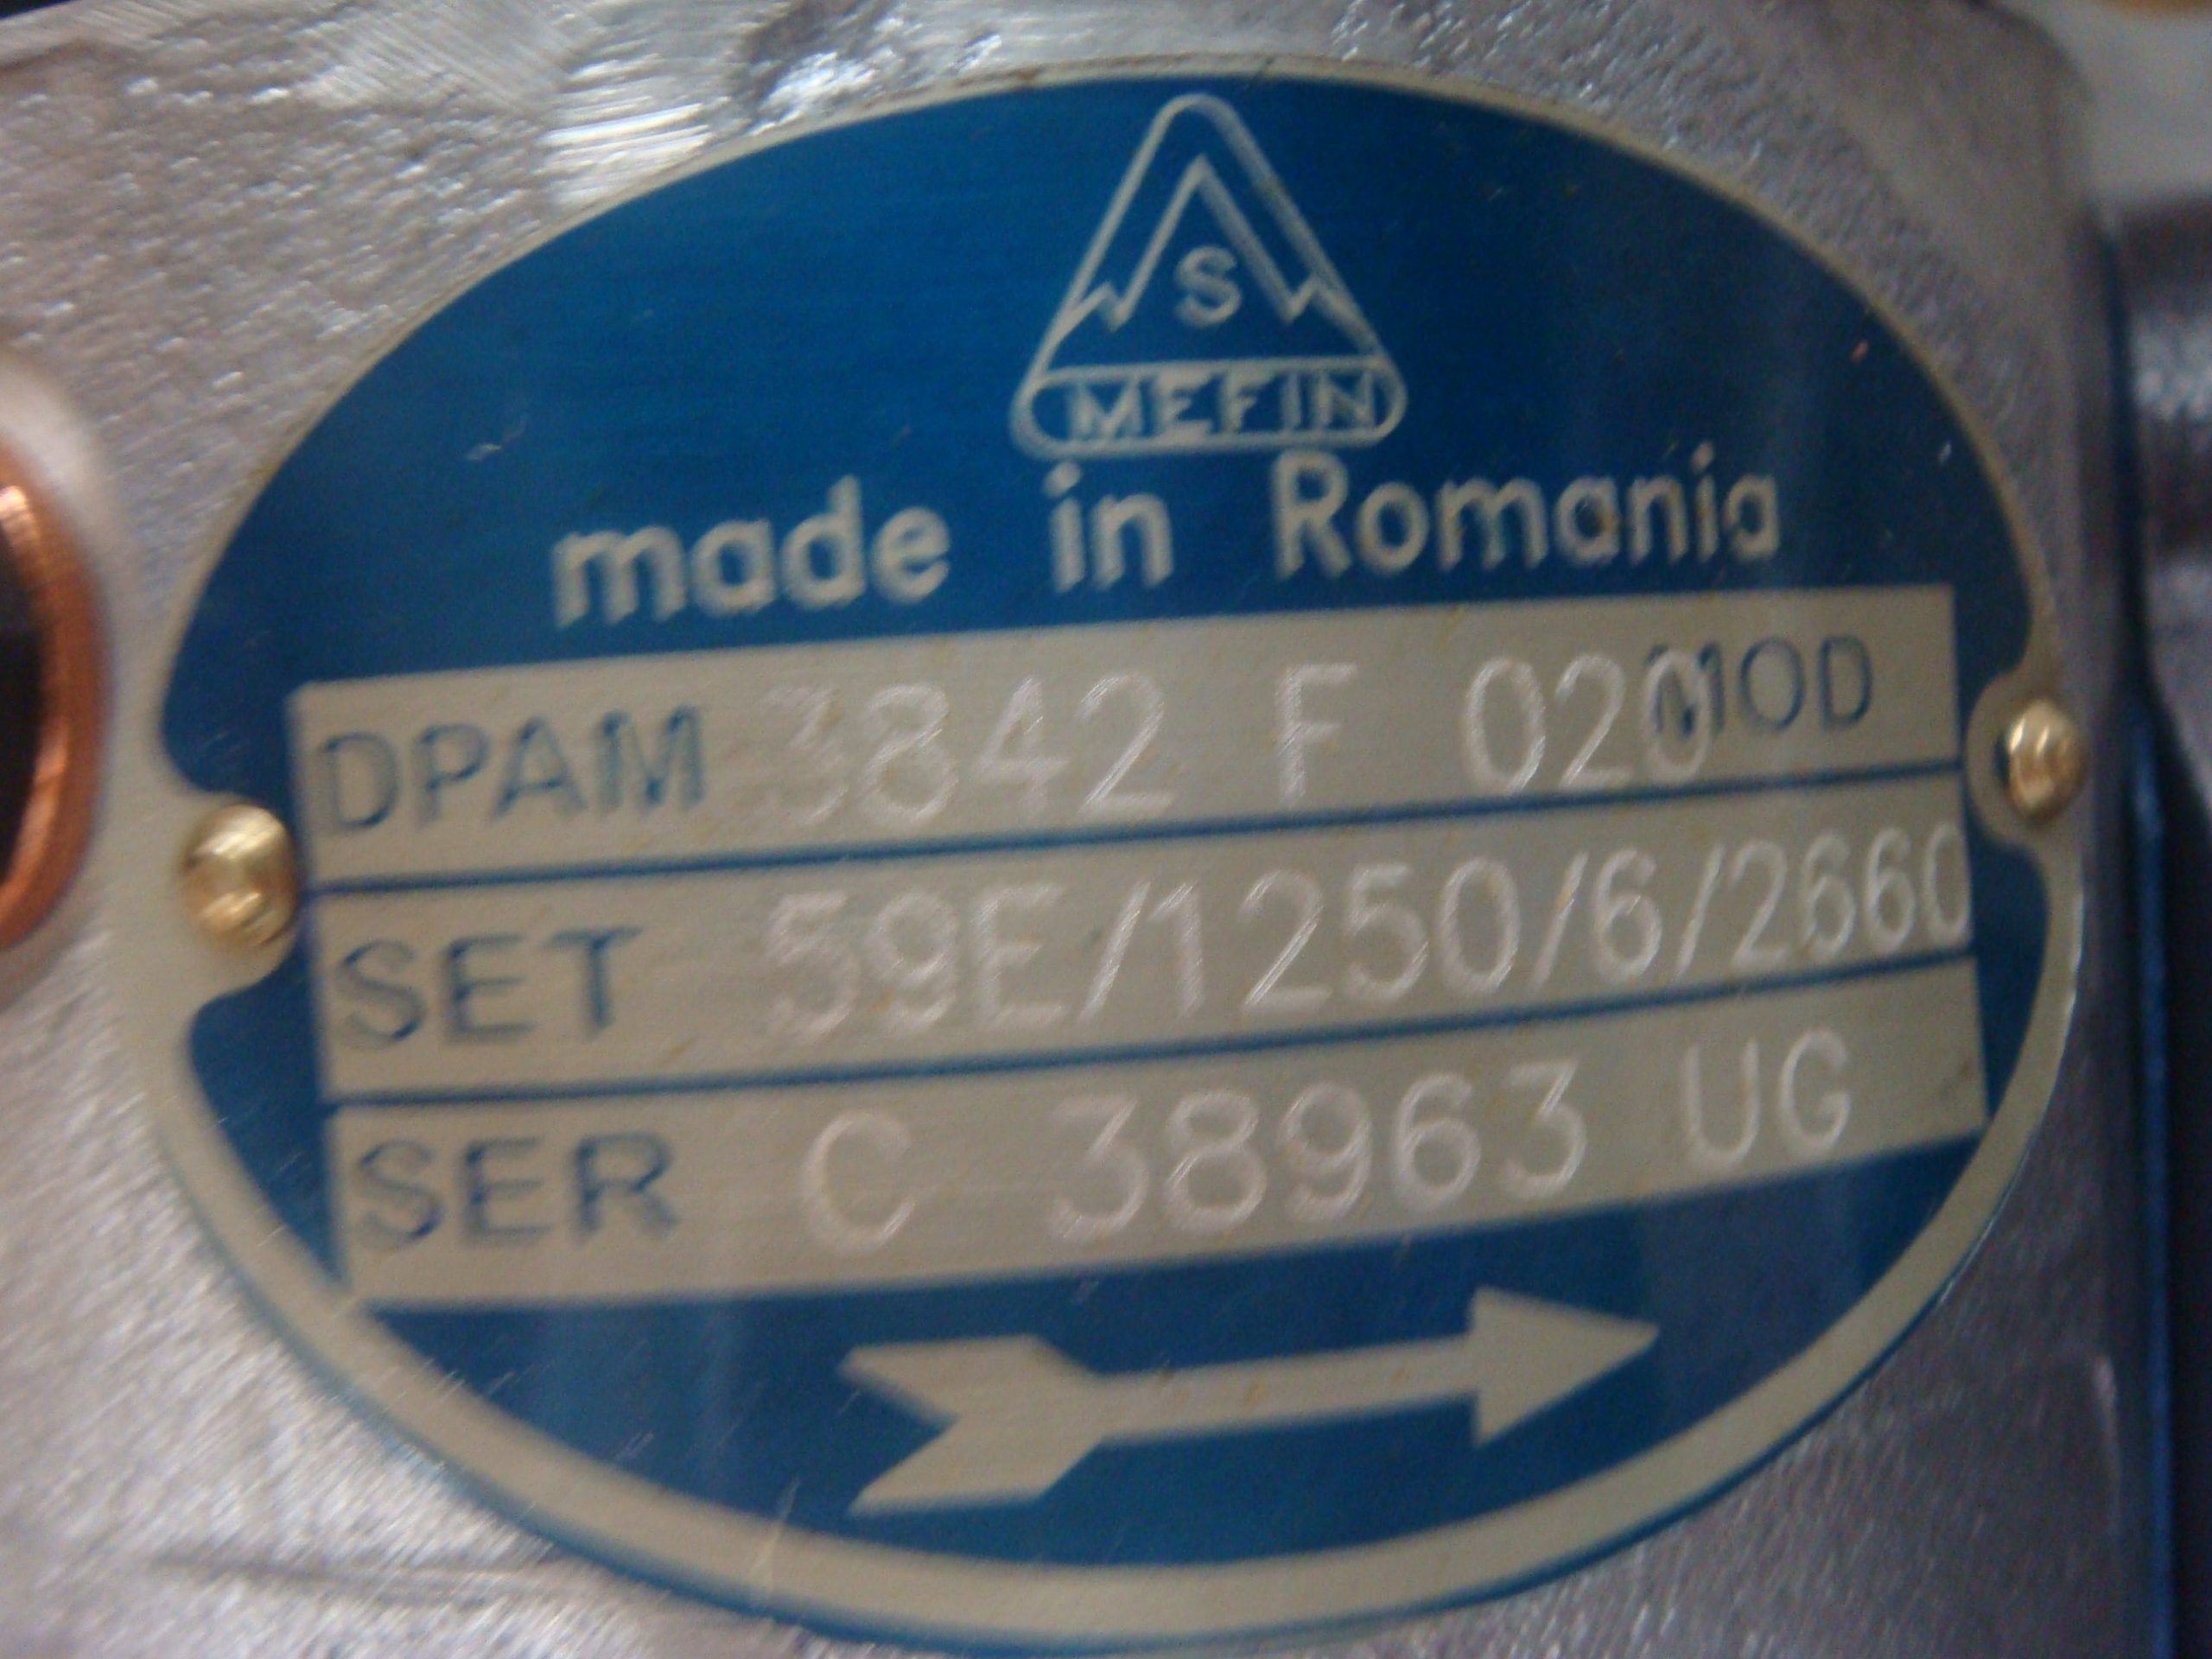 S
MEFIN
made in Romania
DPAM 3842 F 020 MOD
SET 59E/1250/6/2660
SER C 38963 UG